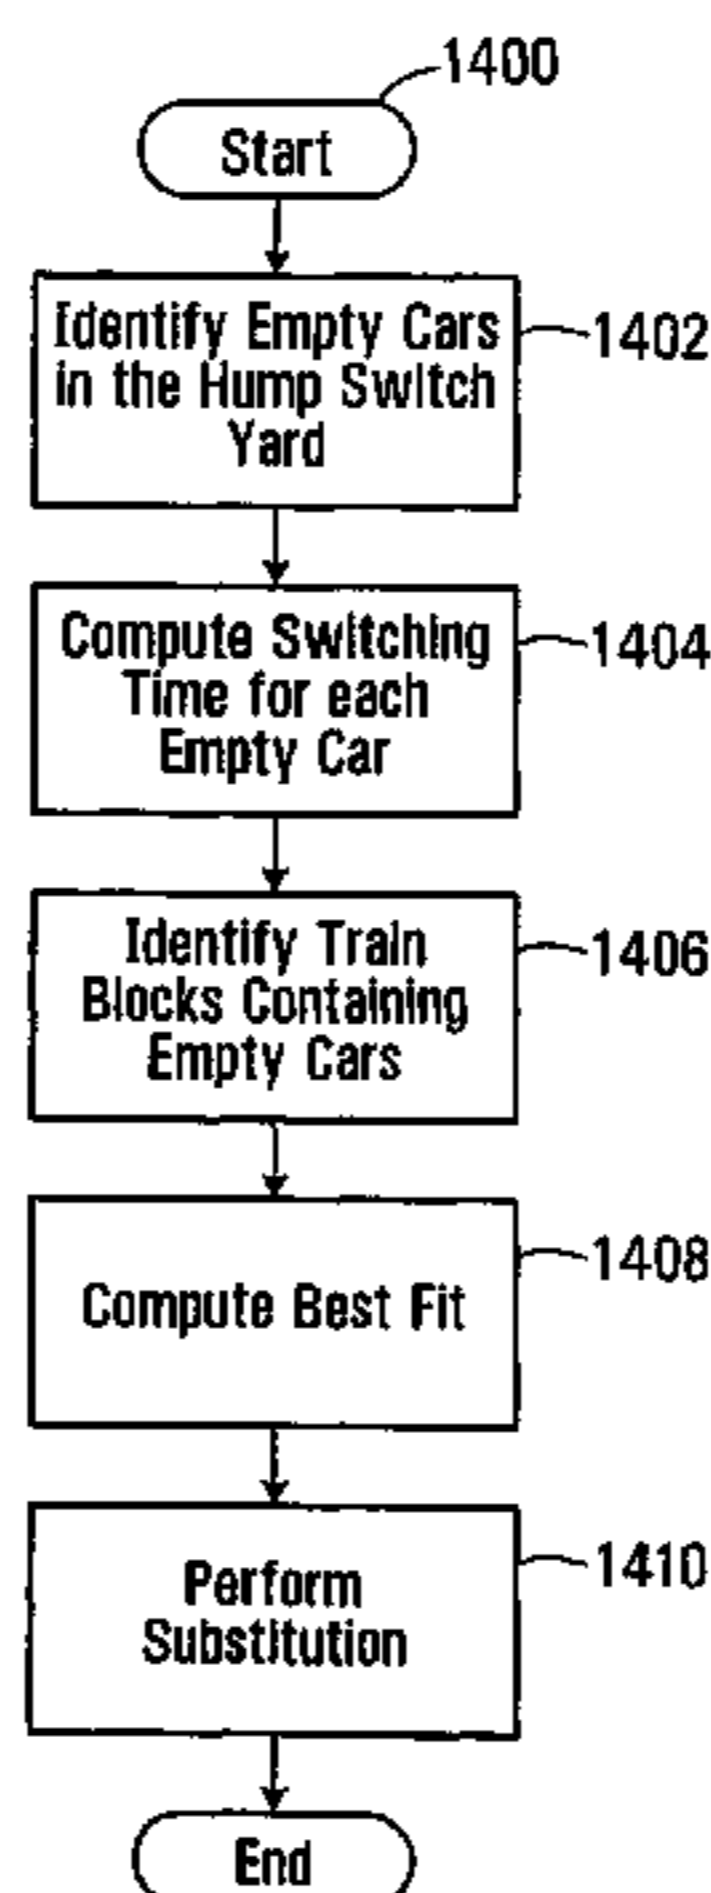 1400
Start
Identify Empty Cars
in the Hump Switch
Yard
1402
Compute Switching
Time for each
Empty Car
1404
Identify Train
Blocks Containing
Empty Cars
1406
Compute Best Fit
1408
Perform
Substitution
1410
End